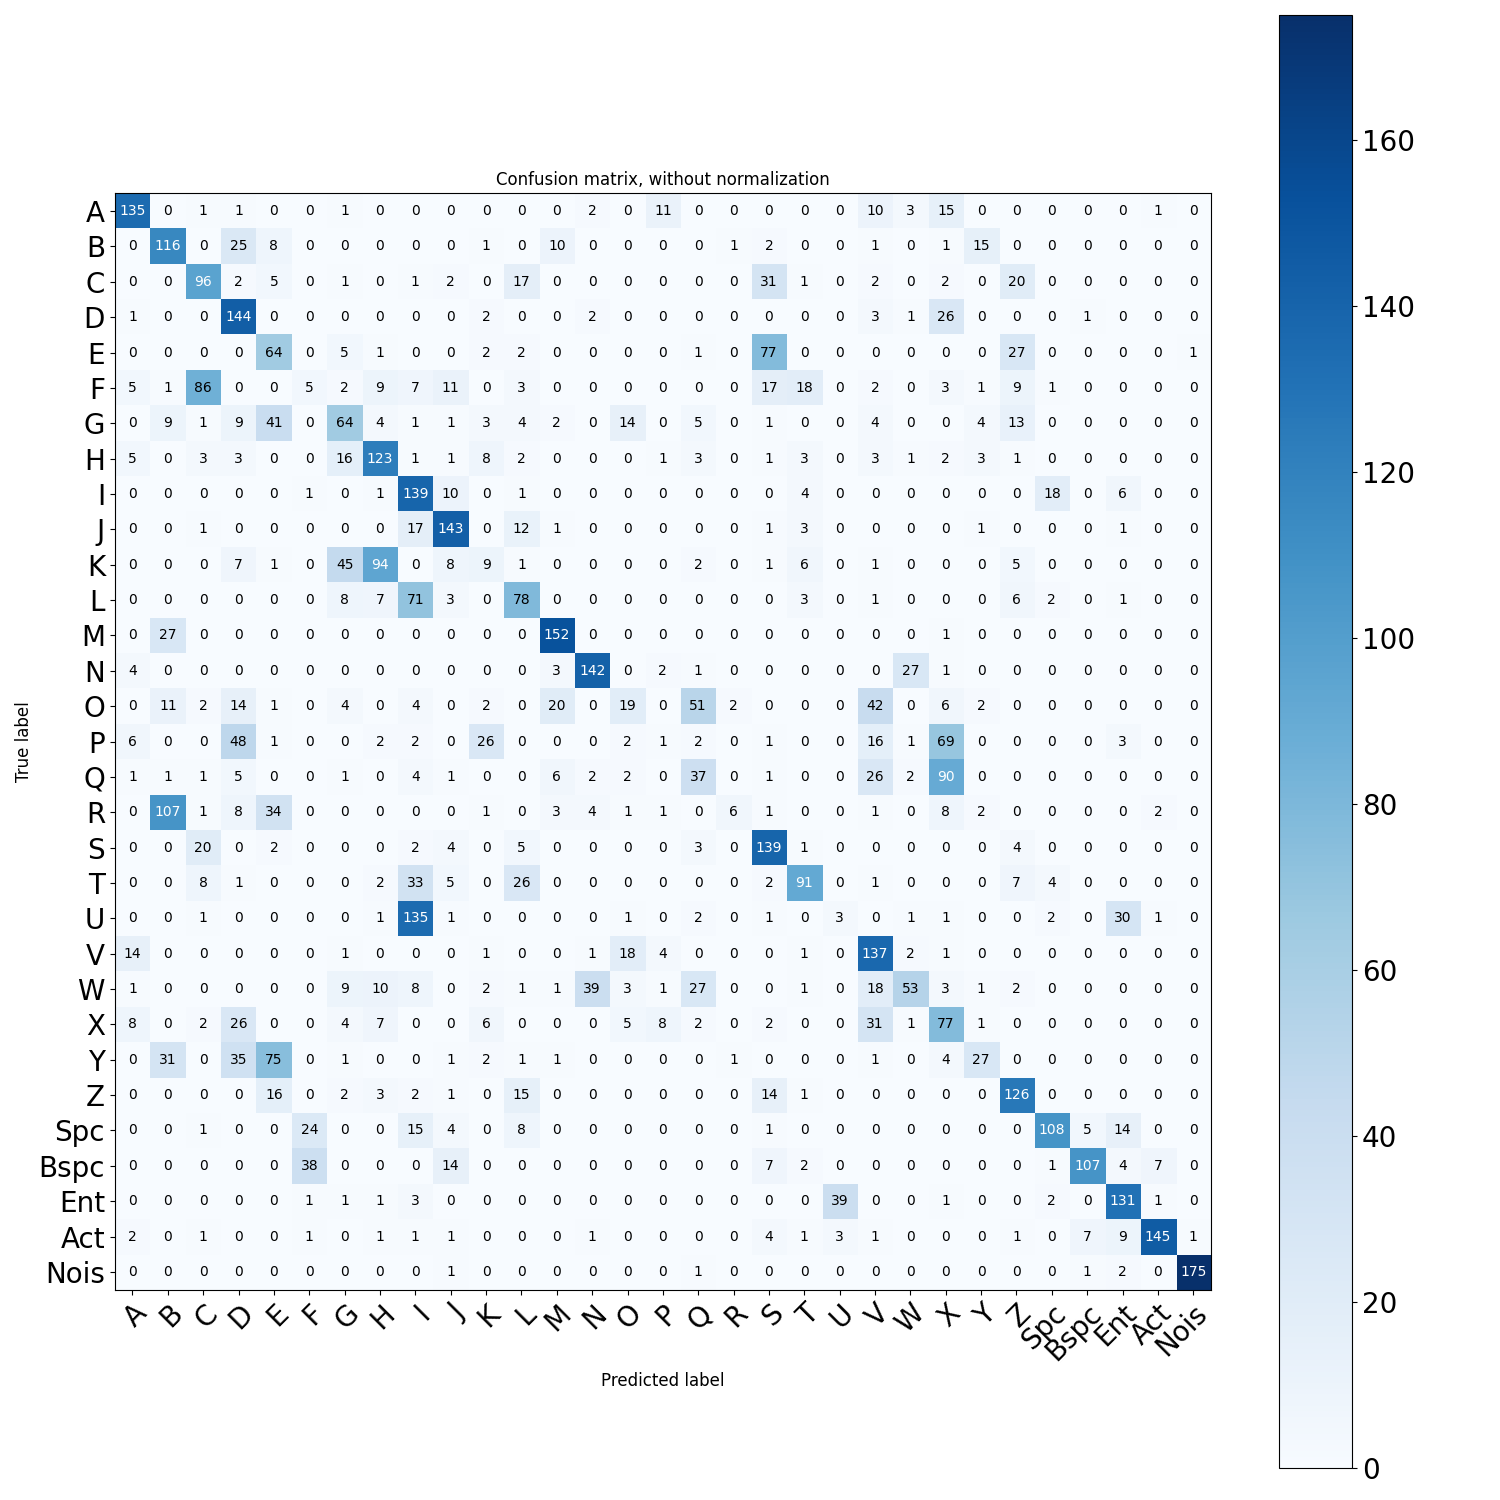 Confusion matrix, without normalization
A 135 0 1 1 0 0 1 0 0 0 0 0 0 2 0 11 0 0 0 0 0 10 3 15 0 0 0 0 0 1 0
B 0 116 0 25 8 0 0 0 0 0 1 0 10 0 0 0 0 1 2 0 0 1 0 1 15 0 0 0 0 0 0
C 0 0 96 2 5 0 1 0 1 2 0 17 0 0 0 0 0 0 31 1 0 2 0 2 0 20 0 0 0 0 0
D 1 0 0 144 0 0 0 0 0 0 2 0 0 2 0 0 0 0 0 0 0 3 1 26 0 0 0 1 0 0 0
E 0 0 0 0 64 0 5 1 0 0 2 2 0 0 0 0 1 0 77 0 0 0 0 0 0 27 0 0 0 0 1
F 5 1 86 0 0 5 2 9 7 11 0 3 0 0 0 0 0 0 17 18 0 2 0 3 1 9 1 0 0 0 0
G 0 9 1 9 41 0 64 4 1 1 3 4 2 0 14 0 5 0 1 0 0 4 0 0 4 13 0 0 0 0 0
H 5 0 3 3 0 0 16 123 1 1 8 2 0 0 0 1 3 0 1 3 0 3 1 2 3 1 0 0 0 0 0
I 0 0 0 0 0 1 0 1 139 10 0 1 0 0 0 0 0 0 0 4 0 0 0 0 0 0 18 0 6 0 0
J 0 0 1 0 0 0 0 0 17 143 0 12 1 0 0 0 0 0 1 3 0 0 0 0 1 0 0 0 1 0 0
K 0 0 0 7 1 0 45 94 0 8 9 1 0 0 0 0 2 0 1 6 0 1 0 0 0 5 0 0 0 0 0
L 0 0 0 0 0 0 8 7 71 3 0 78 0 0 0 0 0 0 0 3 0 1 0 0 0 6 2 0 1 0 0
M 0 27 0 0 0 0 0 0 0 0 0 0 152 0 0 0 0 0 0 0 0 0 0 1 0 0 0 0 0 0 0
N 4 0 0 0 0 0 0 0 0 0 0 0 3 142 0 2 1 0 0 0 0 0 27 1 0 0 0 0 0 0 0
O 0 11 2 14 1 0 4 0 4 0 2 0 20 0 19 0 51 2 0 0 0 42 0 6 2 0 0 0 0 0 0
P 6 0 0 48 1 0 0 2 2 0 26 0 0 0 2 1 2 0 1 0 0 16 1 69 0 0 0 0 3 0 0
Q 1 1 1 5 0 0 1 0 4 1 0 0 6 2 2 0 37 0 1 0 0 26 2 90 0 0 0 0 0 0 0
R 0 107 1 8 34 0 0 0 0 0 1 0 3 4 1 1 0 6 1 0 0 1 0 8 2 0 0 0 0 2 0
S 0 0 20 0 2 0 0 0 2 4 0 5 0 0 0 0 3 0 139 1 0 0 0 0 0 4 0 0 0 0 0
T 0 0 8 1 0 0 0 2 33 5 0 26 0 0 0 0 0 0 2 91 0 1 0 0 0 7 4 0 0 0 0
U 0 0 1 0 0 0 0 1 135 1 0 0 0 0 1 0 2 0 1 0 3 0 1 1 0 0 2 0 30 1 0
V 14 0 0 0 0 0 1 0 0 0 1 0 0 1 18 4 0 0 0 1 0 137 2 1 0 0 0 0 0 0 0
W 1 0 0 0 0 0 9 10 8 0 2 1 1 39 3 1 27 0 0 1 0 18 53 3 1 2 0 0 0 0 0
X 8 0 2 26 0 0 4 7 0 0 6 0 0 0 5 8 2 0 2 0 0 31 1 77 1 0 0 0 0 0 0
Y 0 31 0 35 75 0 1 0 0 1 2 1 1 0 0 0 0 1 0 0 0 1 0 4 27 0 0 0 0 0 0
Z 0 0 0 0 16 0 2 3 2 1 0 15 0 0 0 0 0 0 14 1 0 0 0 0 0 126 0 0 0 0 0
Spc 0 0 1 0 0 24 0 0 15 4 0 8 0 0 0 0 0 0 1 0 0 0 0 0 0 0 108 5 14 0 0
Bspc 0 0 0 0 0 38 0 0 0 14 0 0 0 0 0 0 0 0 7 2 0 0 0 0 0 0 1 107 4 7 0
Ent 0 0 0 0 0 1 1 1 3 0 0 0 0 0 0 0 0 0 0 0 39 0 0 1 0 0 2 0 131 1 0
Act 2 0 1 0 0 1 0 1 1 1 0 0 0 1 0 0 0 0 4 1 3 1 0 0 0 1 0 7 9 145 1
Nois 0 0 0 0 0 0 0 0 0 1 0 0 0 0 0 0 1 0 0 0 0 0 0 0 0 0 0 1 2 0 175
A B C D E F G H I J K L M N O P Q R S T U V W X Y Z Spc Bspc Ent Act Nois
Predicted label
True label
160
140
120
100
80
60
40
20
0